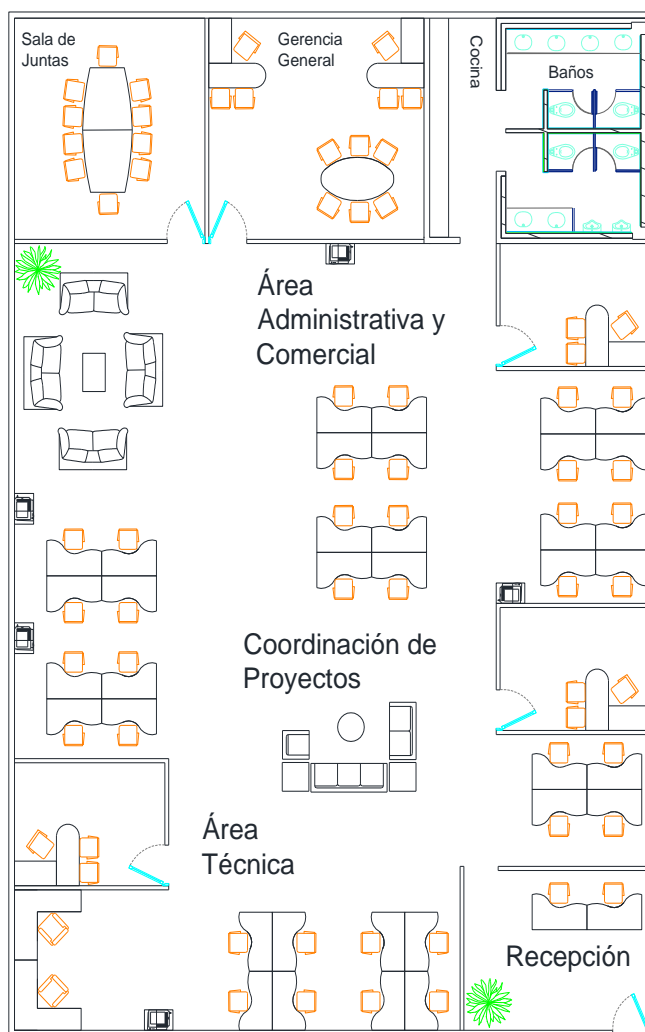 Sala de
Juntas
Gerencia
General
Cocina
Baños
Área
Administrativa y
Comercial
Coordinación de
Proyectos
Área
Técnica
Recepción